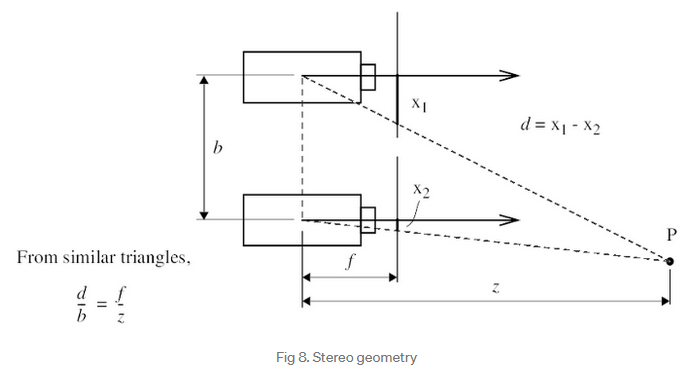 x₁
d = x₁ - x₂
b
x₂
P
From similar triangles,
f
z
d/b = f/z
Fig 8. Stereo geometry